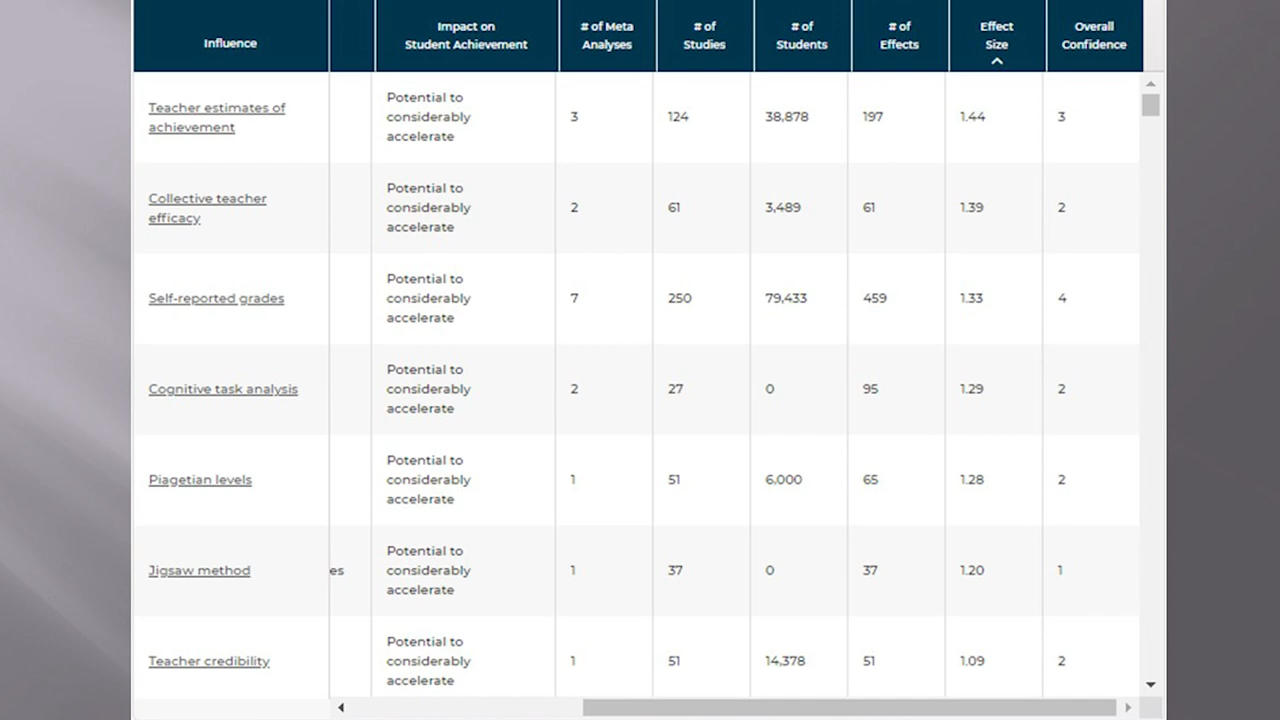 Influence
Impact on
Student Achievement
# of Meta
Analyses
# of
Studies
# of
Students
# of
Effects
Effect
Size
Overall
Confidence
Teacher estimates of
achievement
Potential to
considerably
accelerate
3
124
38,878
197
1.44
3
Collective teacher
efficacy
Potential to
considerably
accelerate
2
61
3,489
61
1.39
2
Self-reported grades
Potential to
considerably
accelerate
7
250
79,433
459
1.33
4
Cognitive task analysis
Potential to
considerably
accelerate
2
27
0
95
1.29
2
Piagetian levels
Potential to
considerably
accelerate
1
51
6,000
65
1.28
2
Jigsaw method
es
Potential to
considerably
accelerate
1
37
0
37
1.20
1
Teacher credibility
Potential to
considerably
accelerate
1
51
14,378
51
1.09
2